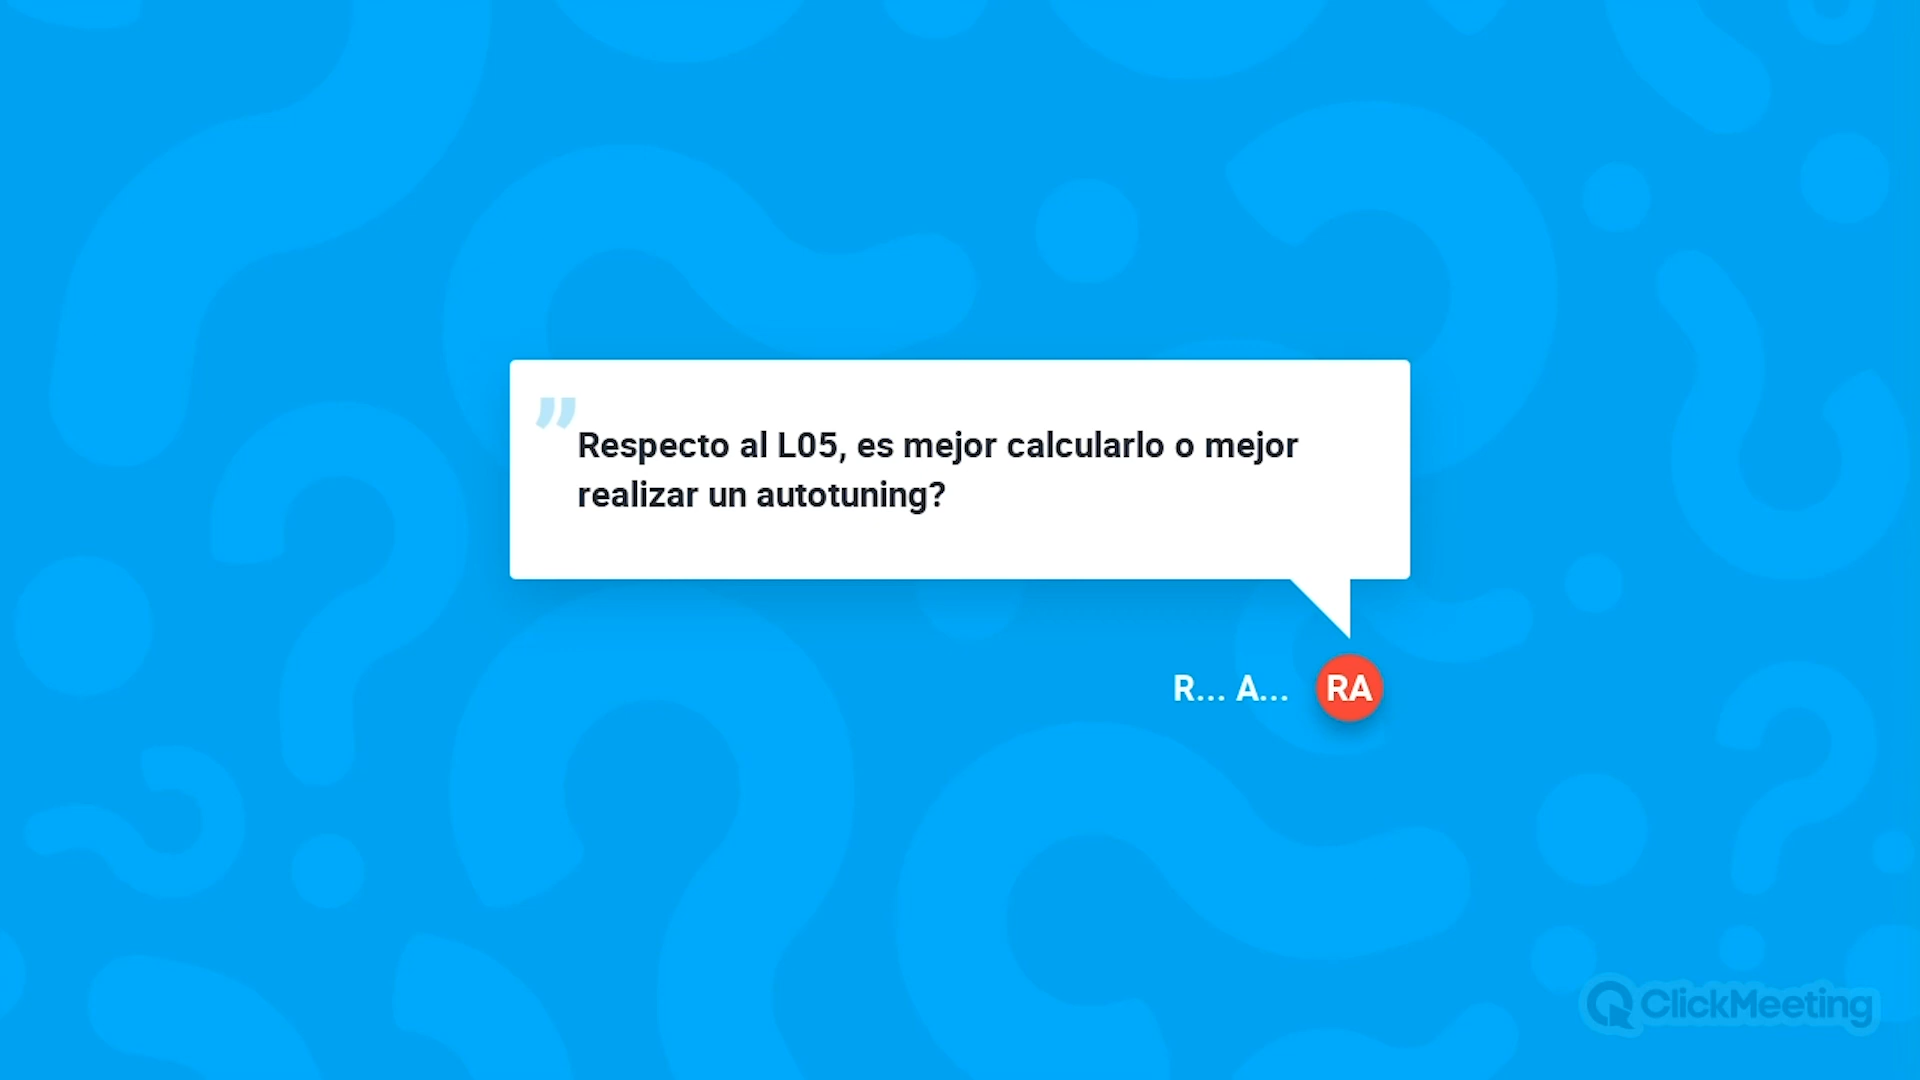 ”
Respecto al L05, es mejor calcularlo o mejor
realizar un autotuning?
R... A...
RA
ClickMeeting